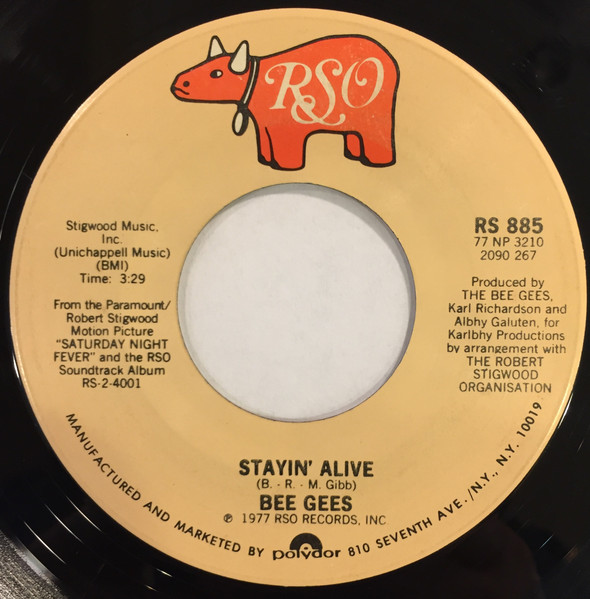 RSO
Stigwood Music,
Inc.
(Unichappell Music)
(BMI)
Time: 3:29
From the Paramount/
Robert Stigwood
Motion Picture
"SATURDAY NIGHT
FEVER" and the RSO
Soundtrack Album
RS-2-4001
RS 885
77 NP 3210
2090 267
Produced by
THE BEE GEES,
Karl Richardson and
Albhy Galuten, for
Karlbhy Productions
by arrangement with
THE ROBERT
STIGWOOD
ORGANISATION
STAYIN' ALIVE
(B. - R. - M. Gibb)
BEE GEES
℗ 1977 RSO RECORDS, INC.
MANUFACTURED AND MARKETED BY polydor 810 SEVENTH AVE./N.Y., N.Y. 10019